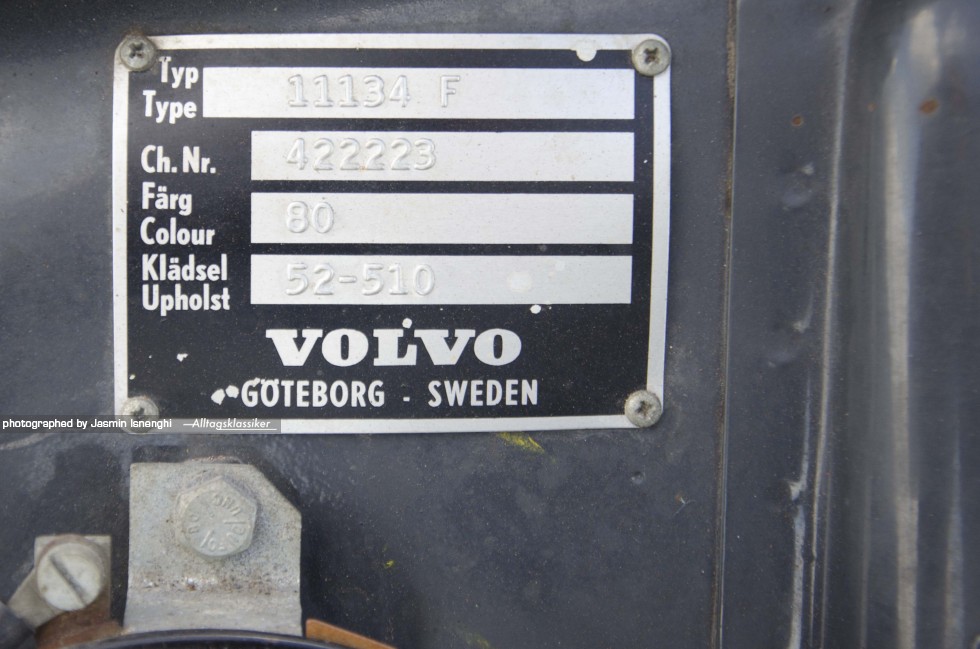 Typ
Type 11134 F
Ch. Nr. 422223
Färg
Colour 80
Klädsel
Upholst 52-510
VOLVO
GÖTEBORG - SWEDEN
photographed by Jasmin Isnenghi —Alltagsklassiker